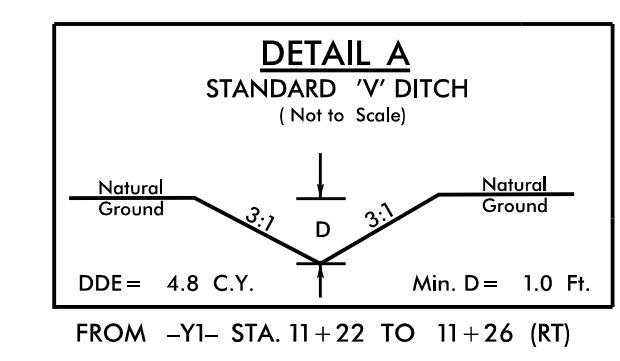 DETAIL A
STANDARD 'V' DITCH
( Not to Scale)
Natural
Ground
3:1
D
3:1
Natural
Ground
DDE= 4.8 C.Y.
Min. D= 1.0 Ft.
FROM -Y1- STA. 11+22 TO 11+26 (RT)